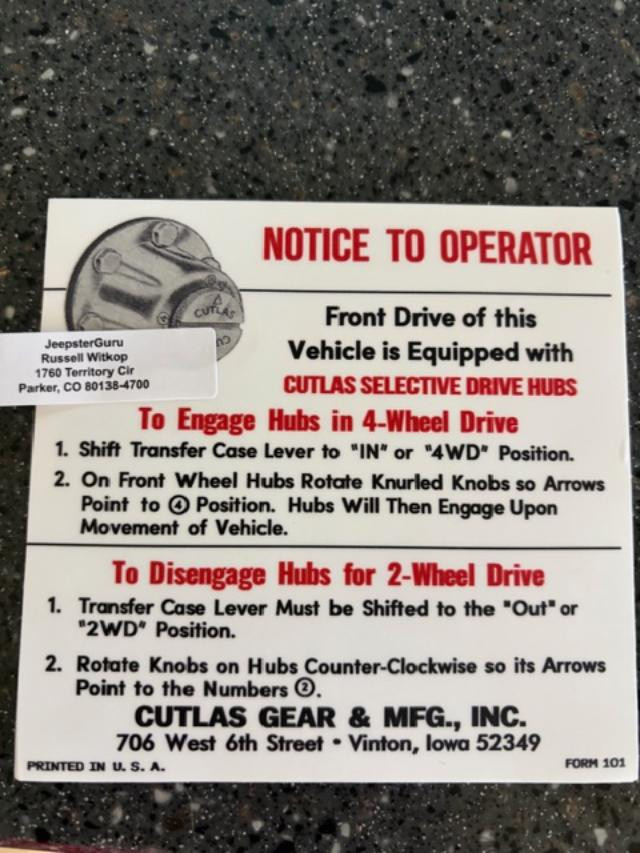 NOTICE TO OPERATOR
CUTLAS
Front Drive of this
Vehicle is Equipped with
CUTLAS SELECTIVE DRIVE HUBS
JeepsterGuru
Russell Witkop
1760 Territory Cir
Parker, CO 80138-4700
To Engage Hubs in 4-Wheel Drive
1. Shift Transfer Case Lever to "IN" or "4WD" Position.
2. On Front Wheel Hubs Rotate Knurled Knobs so Arrows
Point to ④ Position. Hubs Will Then Engage Upon
Movement of Vehicle.
To Disengage Hubs for 2-Wheel Drive
1. Transfer Case Lever Must be Shifted to the "Out" or
"2WD" Position.
2. Rotate Knobs on Hubs Counter-Clockwise so its Arrows
Point to the Numbers ②.
CUTLAS GEAR & MFG., INC.
706 West 6th Street • Vinton, Iowa 52349
PRINTED IN U. S. A.
FORM 101